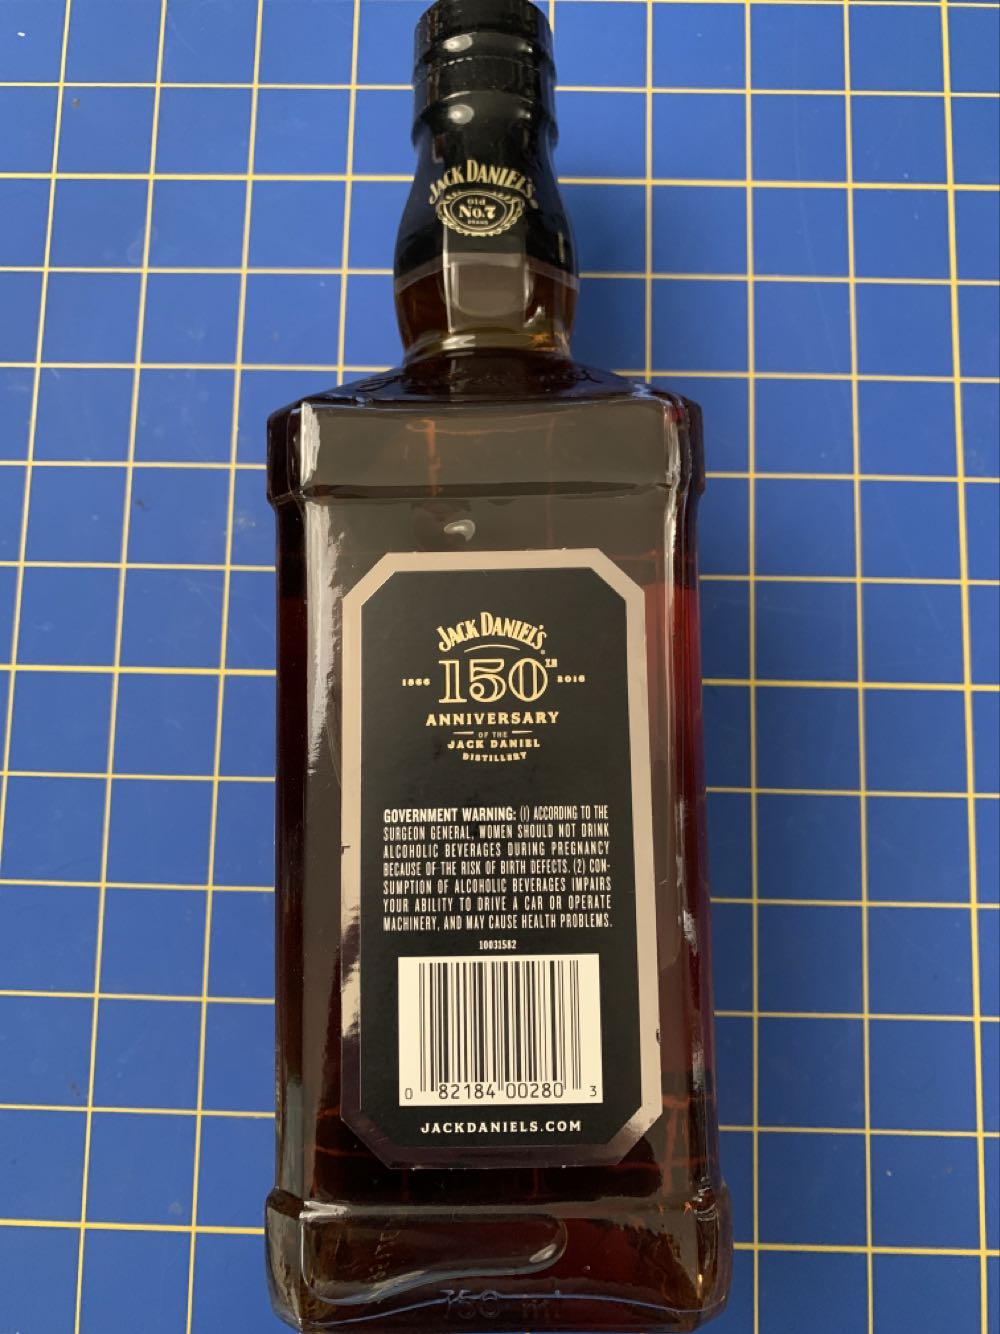 JACK DANIEL'S
Old
No.7
BRAND
JACK DANIEL'S
1866 150TH 2016
ANNIVERSARY
OF THE
JACK DANIEL
DISTILLERY
GOVERNMENT WARNING: (1) ACCORDING TO THE
SURGEON GENERAL, WOMEN SHOULD NOT DRINK
ALCOHOLIC BEVERAGES DURING PREGNANCY
BECAUSE OF THE RISK OF BIRTH DEFECTS. (2) CON-
SUMPTION OF ALCOHOLIC BEVERAGES IMPAIRS
YOUR ABILITY TO DRIVE A CAR OR OPERATE
MACHINERY, AND MAY CAUSE HEALTH PROBLEMS.
10031582
0 82184 00280 3
JACKDANIELS.COM
750 ml